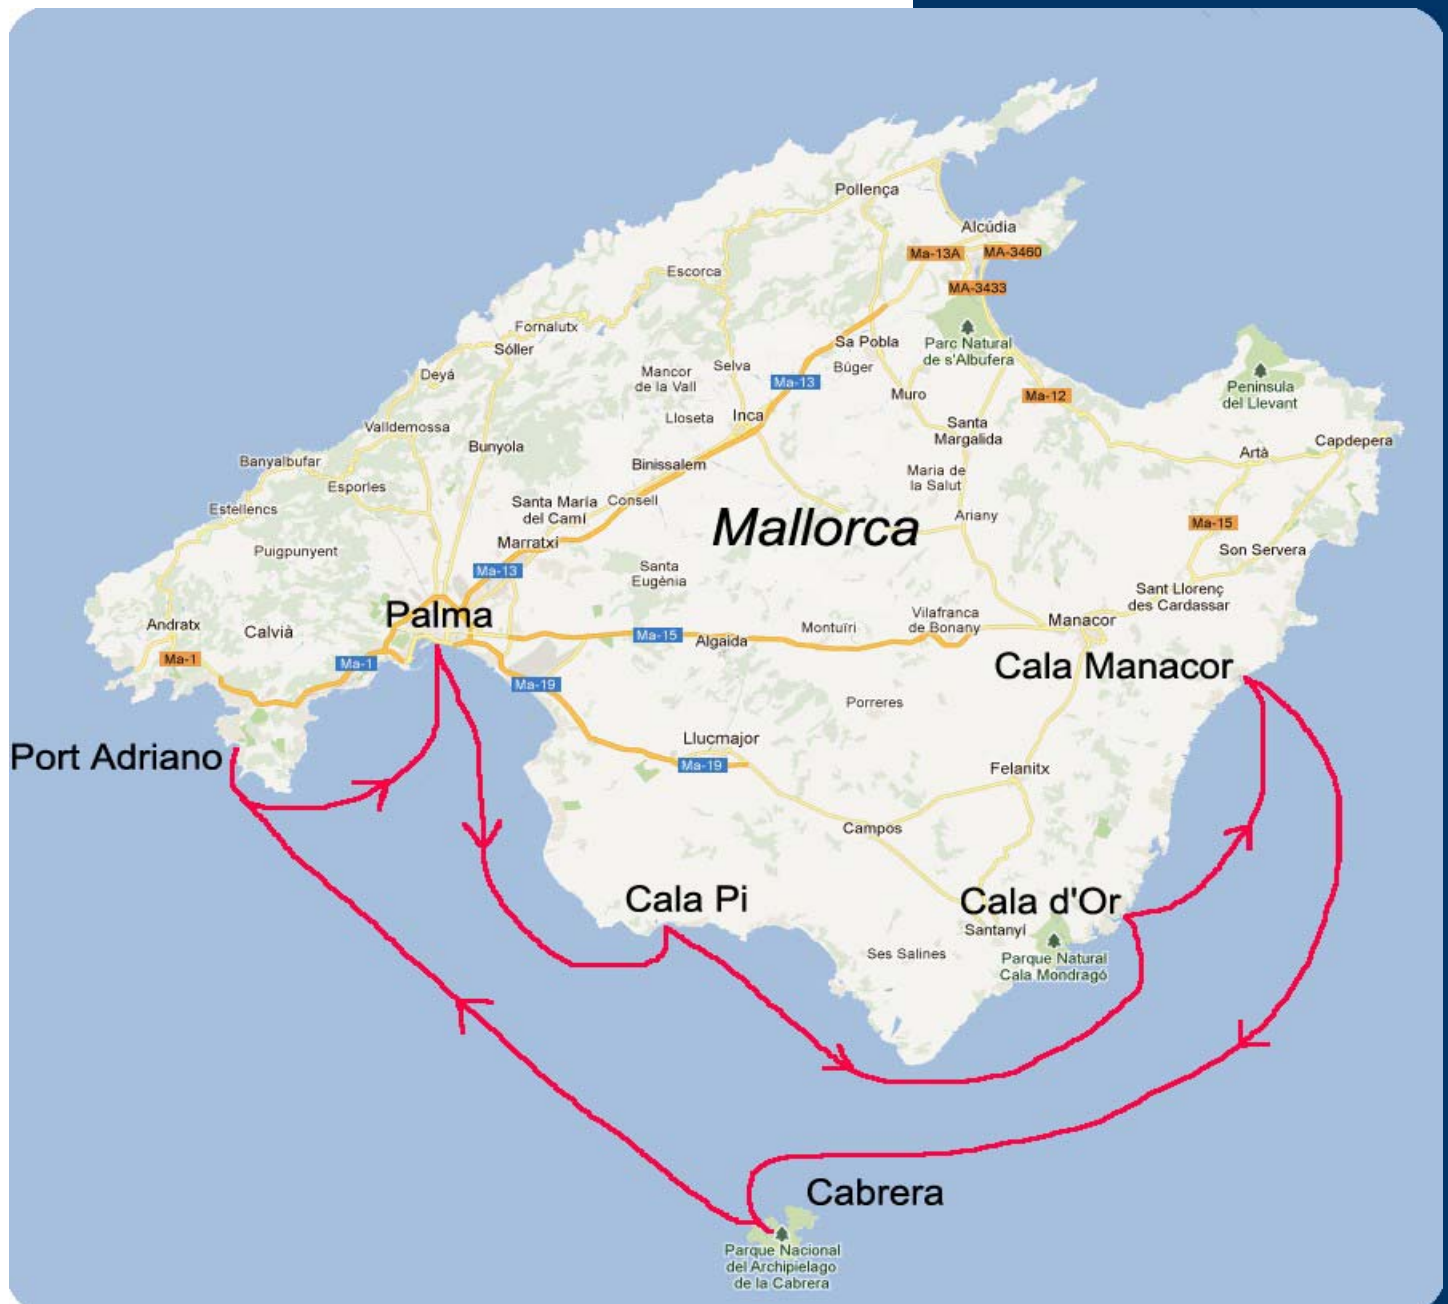 Pollença
Alcúdia
Ma-13A
MA-3460
Escorca
MA-3433
Fornalutx
Sóller
Sa Pobla
Parc Natural
de s'Albufera
Deyá
Mancor
de la Vall
Selva
Búger
Ma-13
Muro
Ma-12
Peninsula
del Llevant
Lloseta
Inca
Valldemossa
Santa
Margalida
Bunyola
Capdepera
Artà
Banyalbufar
Binissalem
Esporles
Maria de
la Salut
Estellencs
Santa María
del Camí
Consell
Mallorca
Ariany
Ma-15
Marratxi
Puigpunyent
Son Servera
Ma-13
Santa
Eugènia
Sant Llorenç
des Cardassar
Palma
Andratx
Calvià
Vilafranca
de Bonany
Manacor
Montuïri
Ma-15
Algaida
Ma-1
Ma-1
Cala Manacor
Ma-19
Porreres
Port Adriano
Llucmajor
Ma-19
Felanitx
Campos
Cala Pi
Cala d'Or
Santanyí
Ses Salines
Parque Natural
Cala Mondragó
Cabrera
Parque Nacional
del Archipielago
de la Cabrera